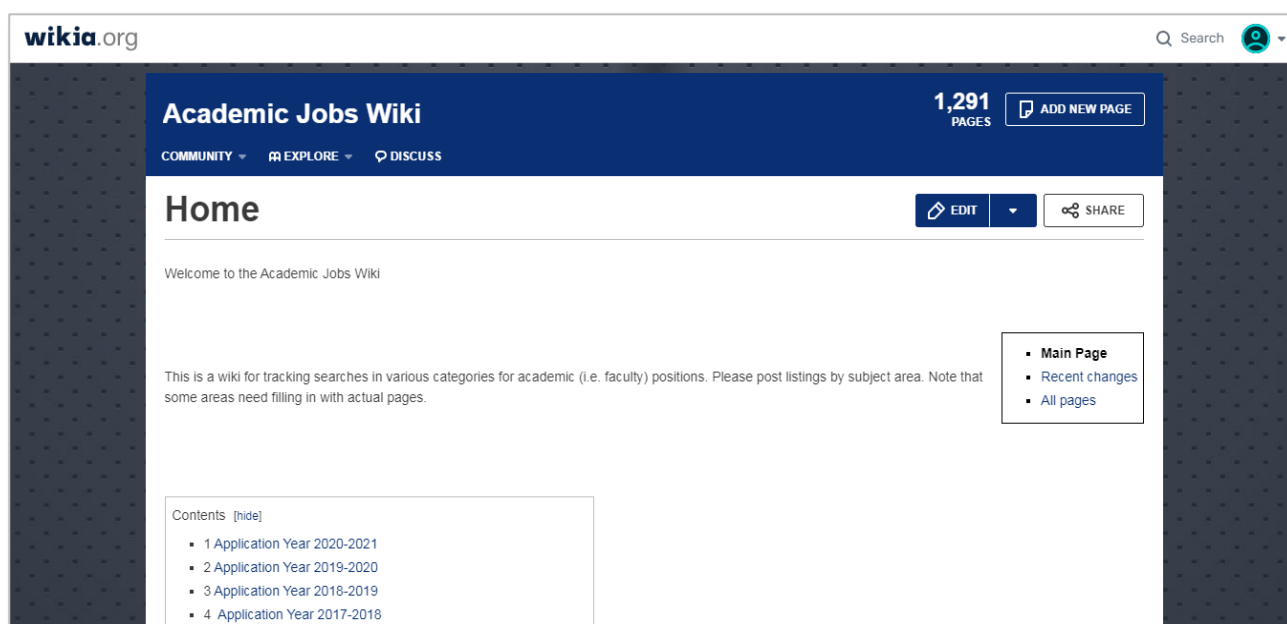 wikia.org
Search
Academic Jobs Wiki
1,291
PAGES
ADD NEW PAGE
COMMUNITY
EXPLORE
DISCUSS
Home
EDIT
SHARE
Welcome to the Academic Jobs Wiki
Main Page
Recent changes
All pages
This is a wiki for tracking searches in various categories for academic (i.e. faculty) positions. Please post listings by subject area. Note that
some areas need filling in with actual pages.
Contents [hide]
1 Application Year 2020-2021
2 Application Year 2019-2020
3 Application Year 2018-2019
4 Application Year 2017-2018